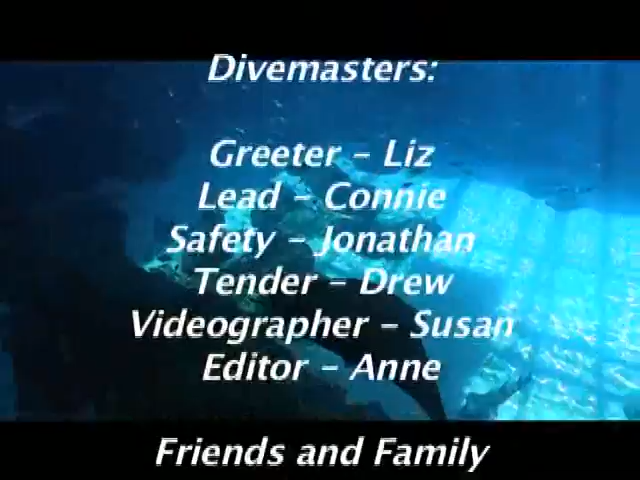 Divemasters:
Greeter - Liz
Lead - Connie
Safety - Jonathan
Tender - Drew
Videographer - Susan
Editor - Anne
Friends and Family